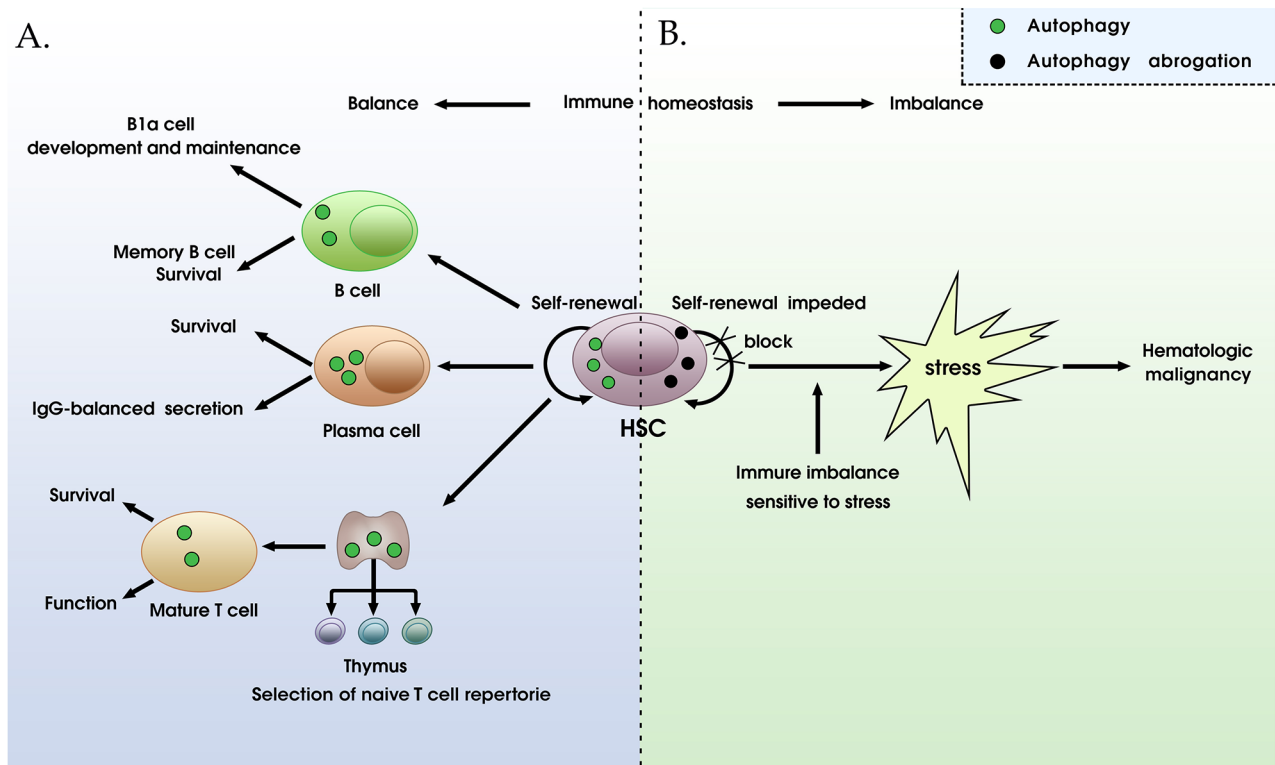 A.
B.
Autophagy
Autophagy abrogation
Balance
Immune homeostasis
Imbalance
B1a cell
development and maintenance
Memory B cell
Survival
B cell
Self-renewal
Self-renewal impeded
Survival
block
stress
Hematologic
malignancy
IgG-balanced secretion
Plasma cell
HSC
Immure imbalance
sensitive to stress
Survival
Function
Mature T cell
Thymus
Selection of naive T cell repertorie